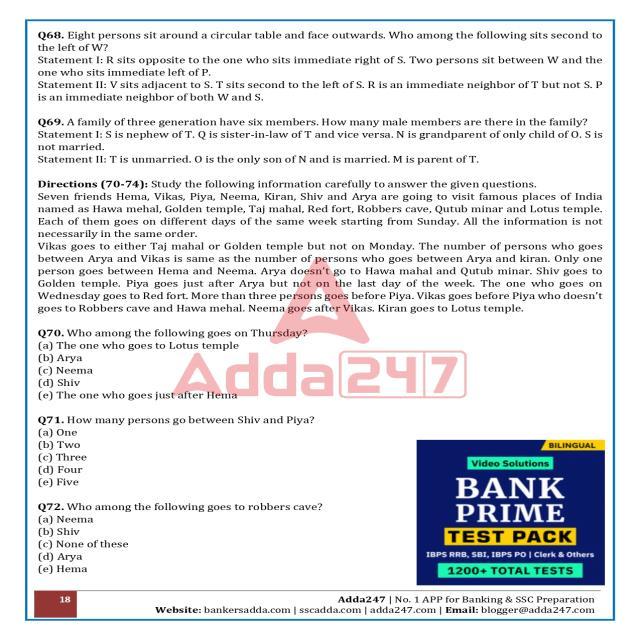 Q68. Eight persons sit around a circular table and face outwards. Who among the following sits second to
the left of W?
Statement I: R sits opposite to the one who sits immediate right of S. Two persons sit between W and the
one who sits immediate left of P.
Statement II: V sits adjacent to S. T sits second to the left of S. R is an immediate neighbor of T but not S. P
is an immediate neighbor of both W and S.
Q69. A family of three generation have six members. How many male members are there in the family?
Statement I: S is nephew of T. Q is sister-in-law of T and vice versa. N is grandparent of only child of O. S is
not married.
Statement II: T is unmarried. O is the only son of N and is married. M is parent of T.
Directions (70-74): Study the following information carefully to answer the given questions.
Seven friends Hema, Vikas, Piya, Neema, Kiran, Shiv and Arya are going to visit famous places of India
named as Hawa mehal, Golden temple, Taj mahal, Red fort, Robbers cave, Qutub minar and Lotus temple.
Each of them goes on different days of the same week starting from Sunday. All the information is not
necessarily in the same order.
Vikas goes to either Taj mahal or Golden temple but not on Monday. The number of persons who goes
between Arya and Vikas is same as the number of persons who goes between Arya and kiran. Only one
person goes between Hema and Neema. Arya doesn't go to Hawa mahal and Qutub minar. Shiv goes to
Golden temple. Piya goes just after Arya but not on the last day of the week. The one who goes on
Wednesday goes to Red fort. More than three persons goes before Piya. Vikas goes before Piya who doesn't
goes to Robbers cave and Hawa mehal. Neema goes after Vikas. Kiran goes to Lotus temple.
Q70. Who among the following goes on Thursday?
(a) The one who goes to Lotus temple
(b) Arya
(c) Neema
(d) Shiv
(e) The one who goes just after Hema
Adda247
Q71. How many persons go between Shiv and Piya?
(a) One
(b) Two
(c) Three
(d) Four
(e) Five
Q72. Who among the following goes to robbers cave?
(a) Neema
(b) Shiv
(c) None of these
(d) Arya
(e) Hema
BILINGUAL
Video Solutions
BANK
PRIME
TEST PACK
IBPS RRB, SBI, IBPS PO | Clerk & Others
1200+ TOTAL TESTS
18
Adda247 | No. 1 APP for Banking & SSC Preparation
Website: bankersadda.com | sscadda.com | adda247.com | Email: blogger@adda247.com